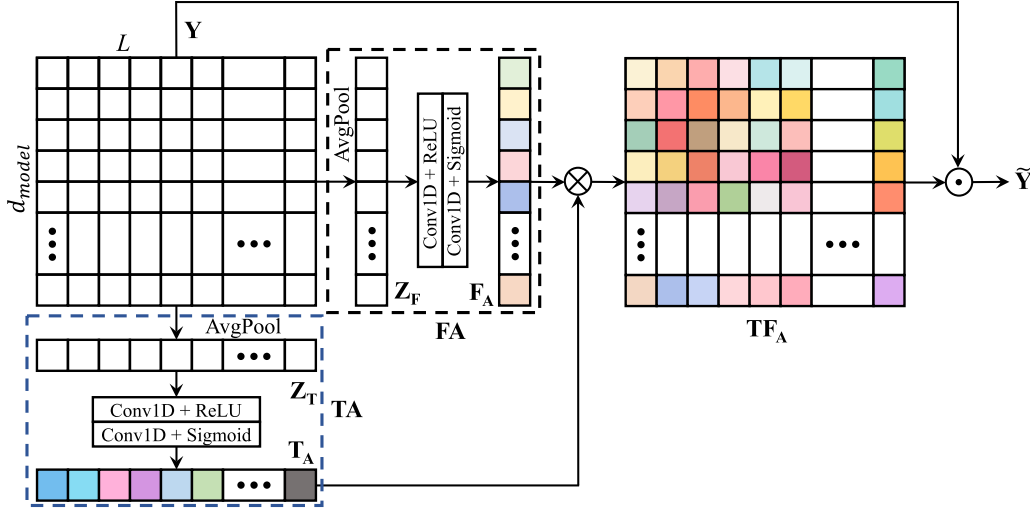 L
Y
d_model
AvgPool
Conv1D + ReLU
Conv1D + Sigmoid
Z_F
F_A
FA
⊗
TF_A
⊙
Ỹ
AvgPool
Z_T
Conv1D + ReLU
Conv1D + Sigmoid
TA
T_A